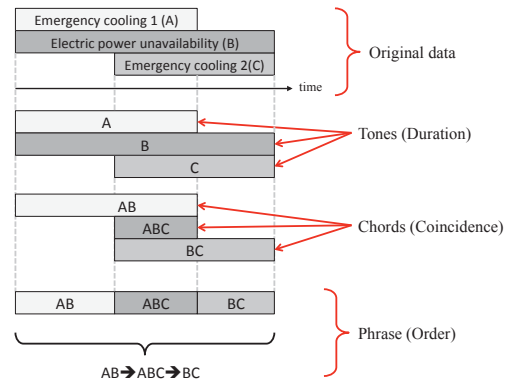 Emergency cooling 1 (A)
Electric power unavailability (B)
Emergency cooling 2(C)
Original data
time
A
B
C
Tones (Duration)
AB
ABC
BC
Chords (Coincidence)
AB ABC BC
Phrase (Order)
AB➔ABC➔BC